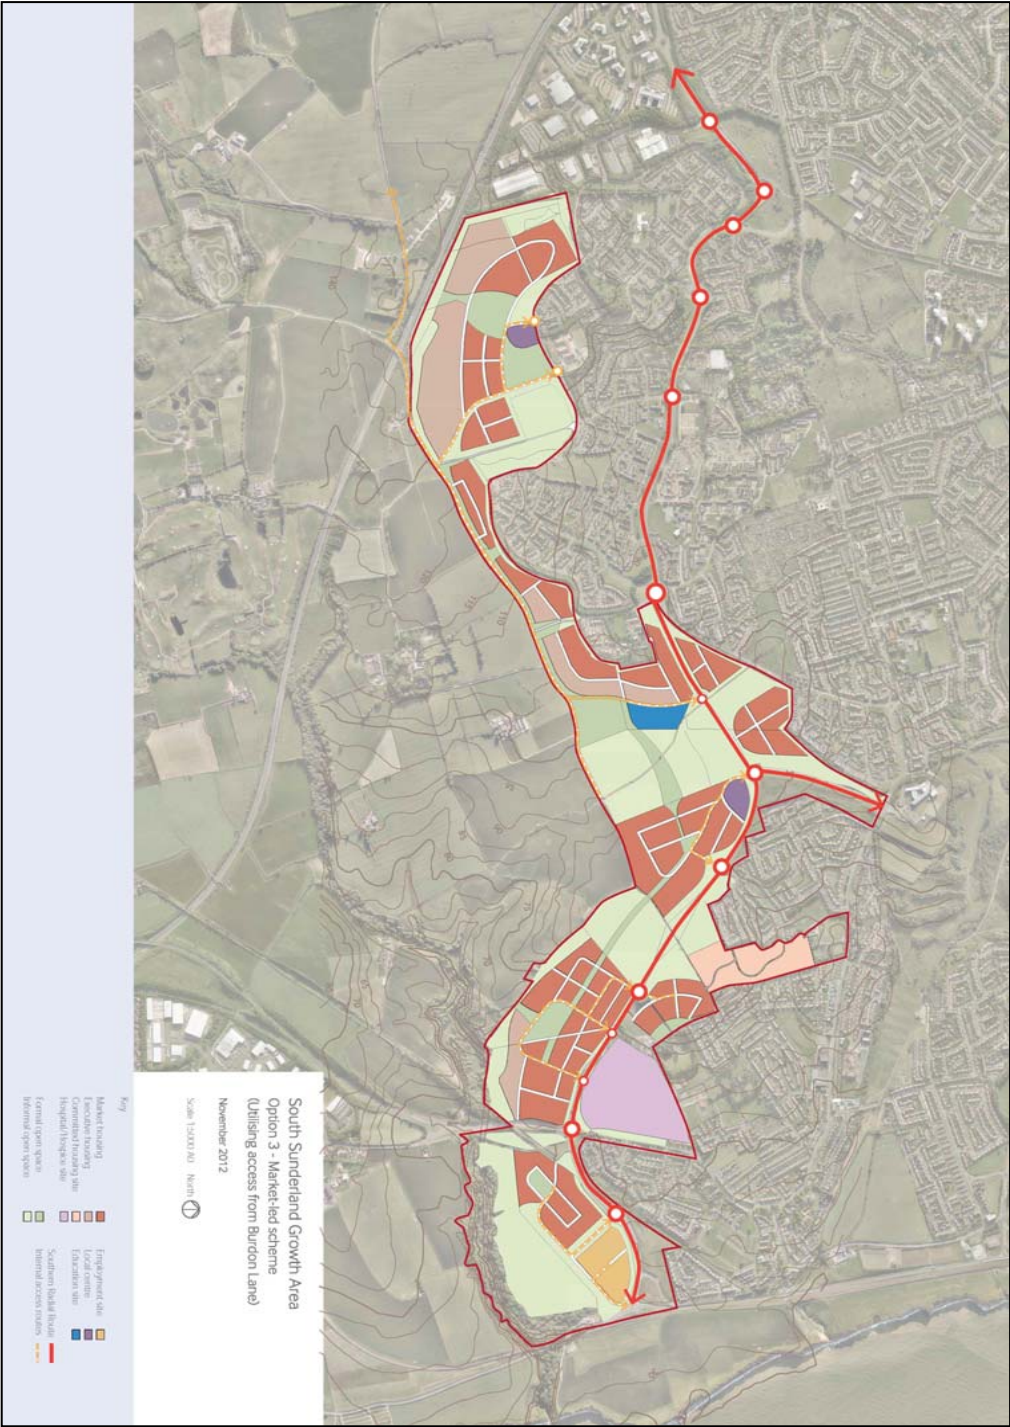 South Sunderland Growth Area
Option 3 - Market-led scheme
(Utilising access from Burdon Lane)
November 2012
Scale 1:5000 A0 North
Key
Market housing
Executive housing
Committed housing site
Hospital/Hospice site
Formal open space
Informal open space
Employment site
Local centre
Education site
Southern Radial Route
Internal access routes
110
115